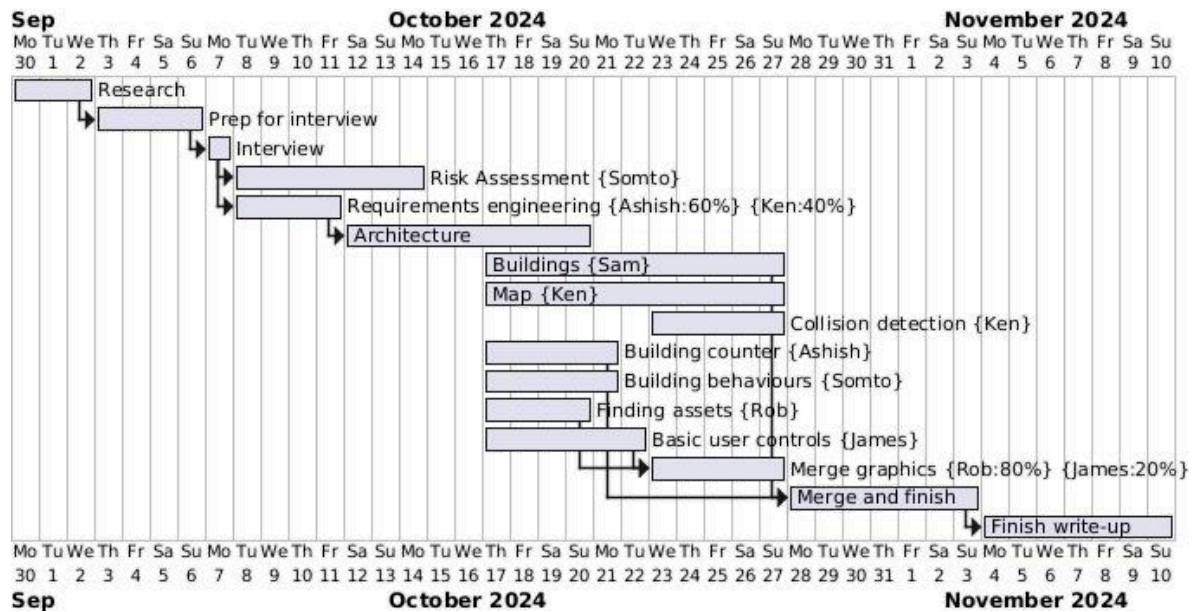 Sep October 2024 November 2024
Mo Tu We Th Fr Sa Su Mo Tu We Th Fr Sa Su Mo Tu We Th Fr Sa Su Mo Tu We Th Fr Sa Su Mo Tu We Th Fr Sa Su Mo Tu We Th Fr Sa Su
30 1 2 3 4 5 6 7 8 9 10 11 12 13 14 15 16 17 18 19 20 21 22 23 24 25 26 27 28 29 30 31 1 2 3 4 5 6 7 8 9 10
Research
Prep for interview
Interview
Risk Assessment {Somto}
Requirements engineering {Ashish:60%} {Ken:40%}
Architecture
Buildings {Sam}
Map {Ken}
Collision detection {Ken}
Building counter {Ashish}
Building behaviours {Somto}
Finding assets {Rob}
Basic user controls {James}
Merge graphics {Rob:80%} {James:20%}
Merge and finish
Finish write-up
Mo Tu We Th Fr Sa Su Mo Tu We Th Fr Sa Su Mo Tu We Th Fr Sa Su Mo Tu We Th Fr Sa Su Mo Tu We Th Fr Sa Su Mo Tu We Th Fr Sa Su
30 1 2 3 4 5 6 7 8 9 10 11 12 13 14 15 16 17 18 19 20 21 22 23 24 25 26 27 28 29 30 31 1 2 3 4 5 6 7 8 9 10
Sep October 2024 November 2024